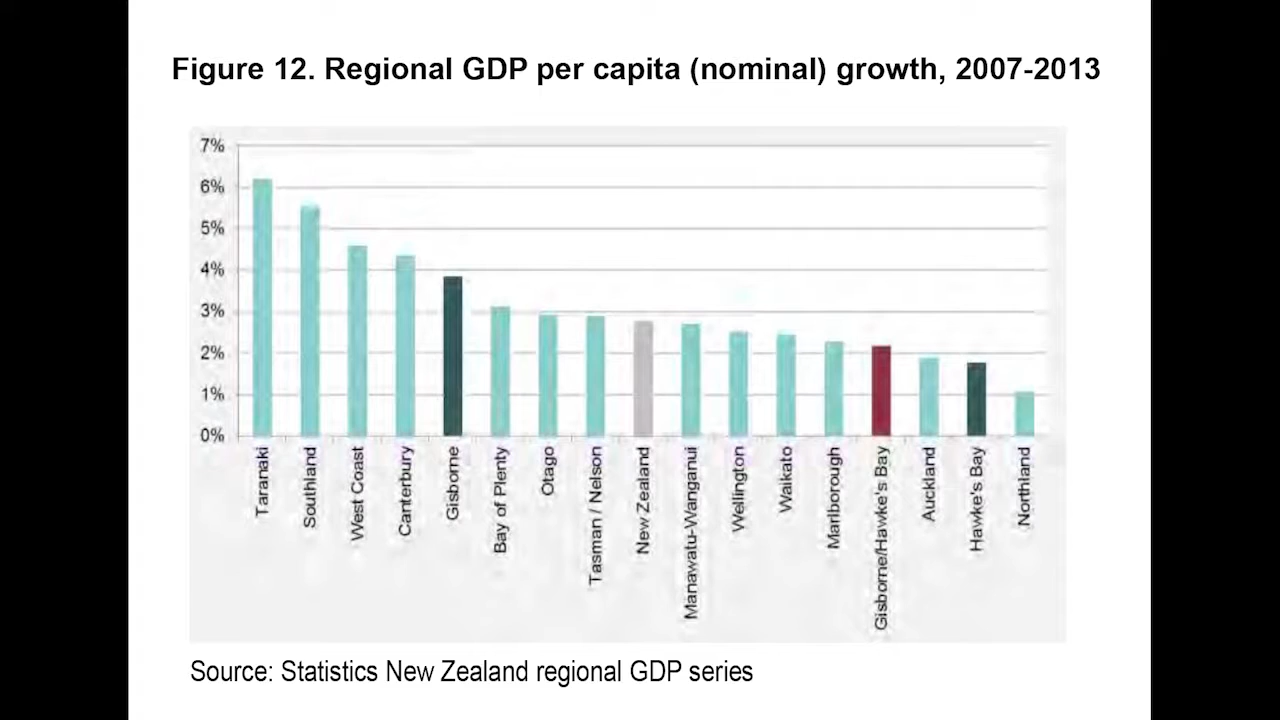 Figure 12. Regional GDP per capita (nominal) growth, 2007-2013
7%
6%
5%
4%
3%
2%
1%
0%
Taranaki
Southland
West Coast
Canterbury
Gisborne
Bay of Plenty
Otago
Tasman / Nelson
New Zealand
Manawatu-Wanganui
Wellington
Waikato
Marlborough
Gisborne/Hawke's Bay
Auckland
Hawke's Bay
Northland
Source: Statistics New Zealand regional GDP series